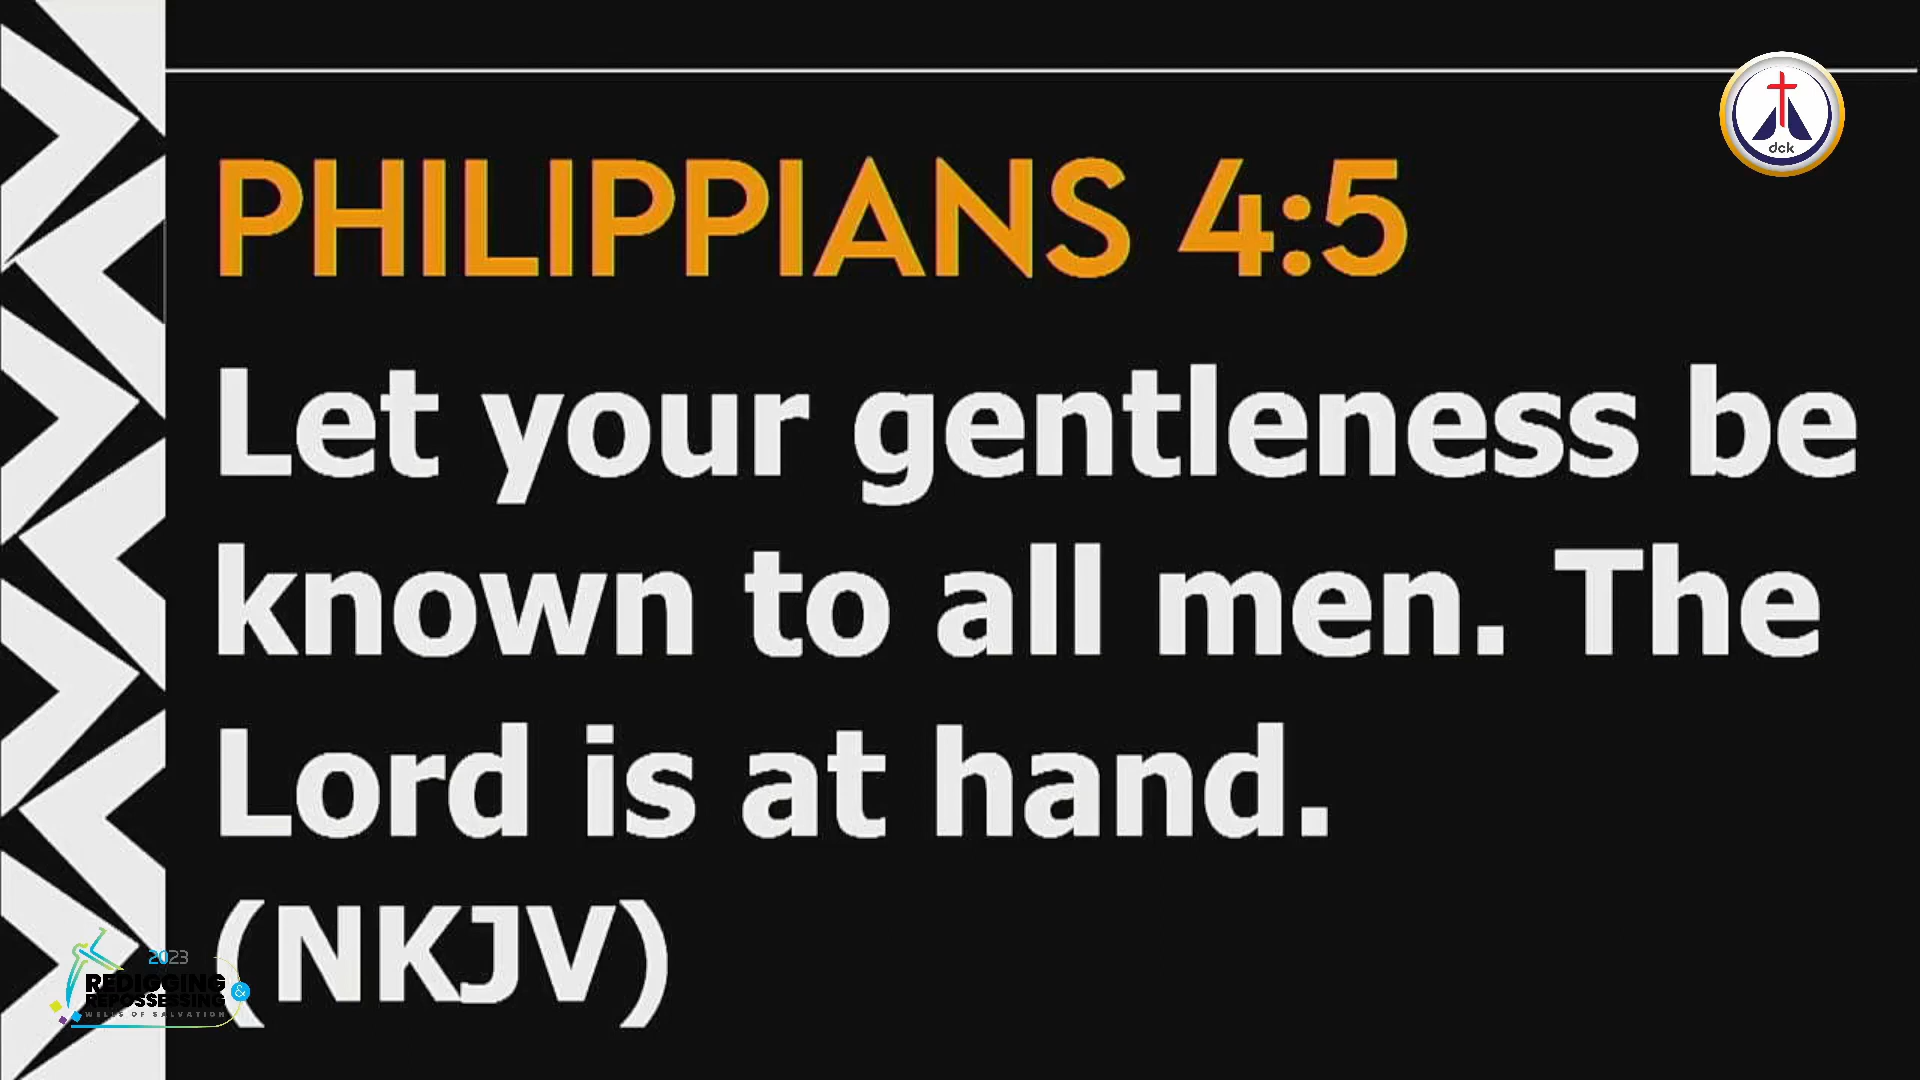 dck
PHILIPPIANS 4:5
Let your gentleness be
known to all men. The
Lord is at hand.
(NKJV)
2023
REDIGGING
& REPOSSESSING
WELLS OF SALVATION